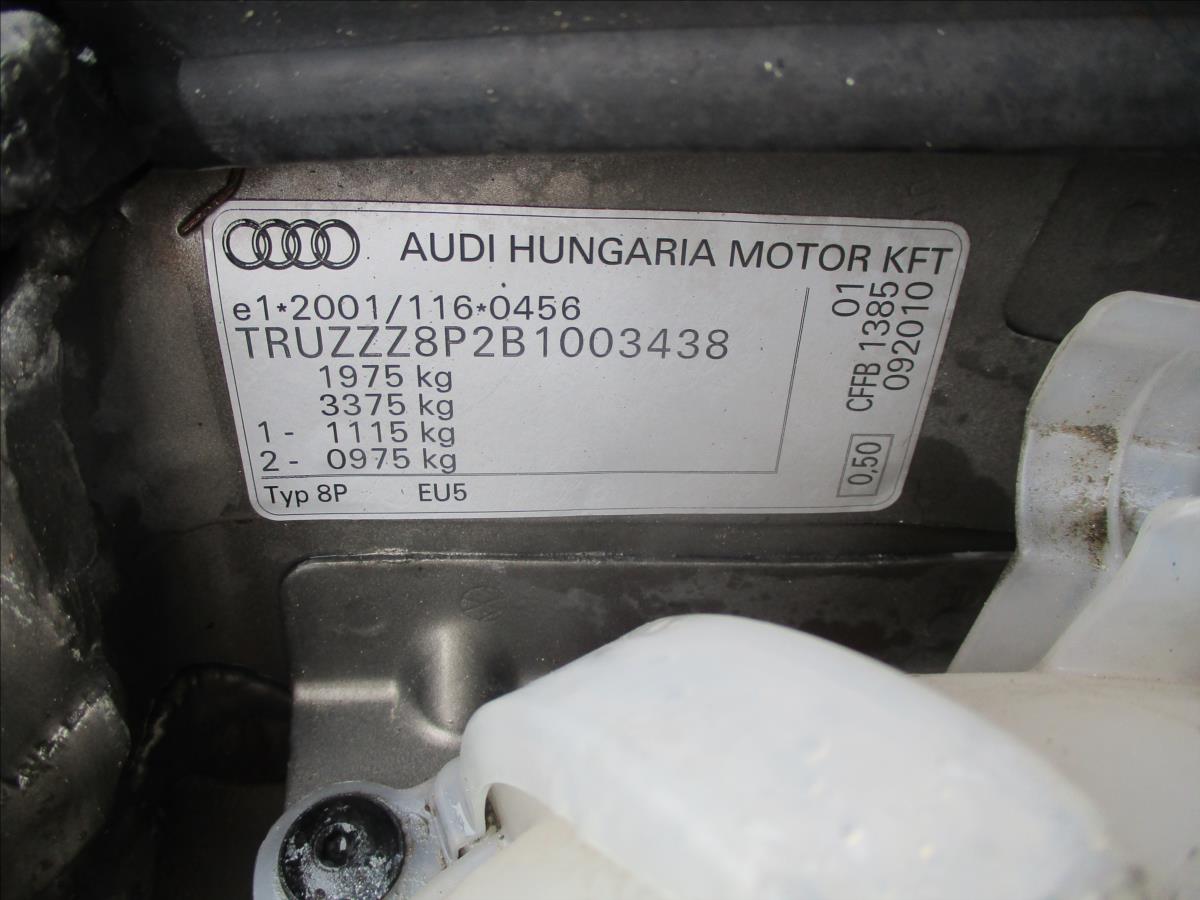 AUDI HUNGARIA MOTOR KFT
e1*2001/116*0456
TRUZZZ8P2B1003438
1975 kg
3375 kg
1 - 1115 kg
2 - 0975 kg
Typ 8P EU5
01
CFFB 1385
092010
0,50